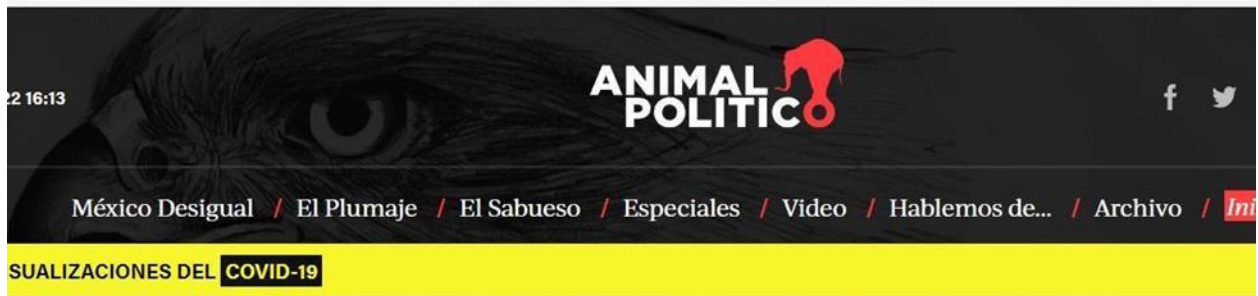 22 16:13
ANIMAL
POLITICO
México Desigual / El Plumaje / El Sabueso / Especiales / Video / Hablemos de... / Archivo / Ini
SUALIZACIONES DEL COVID-19